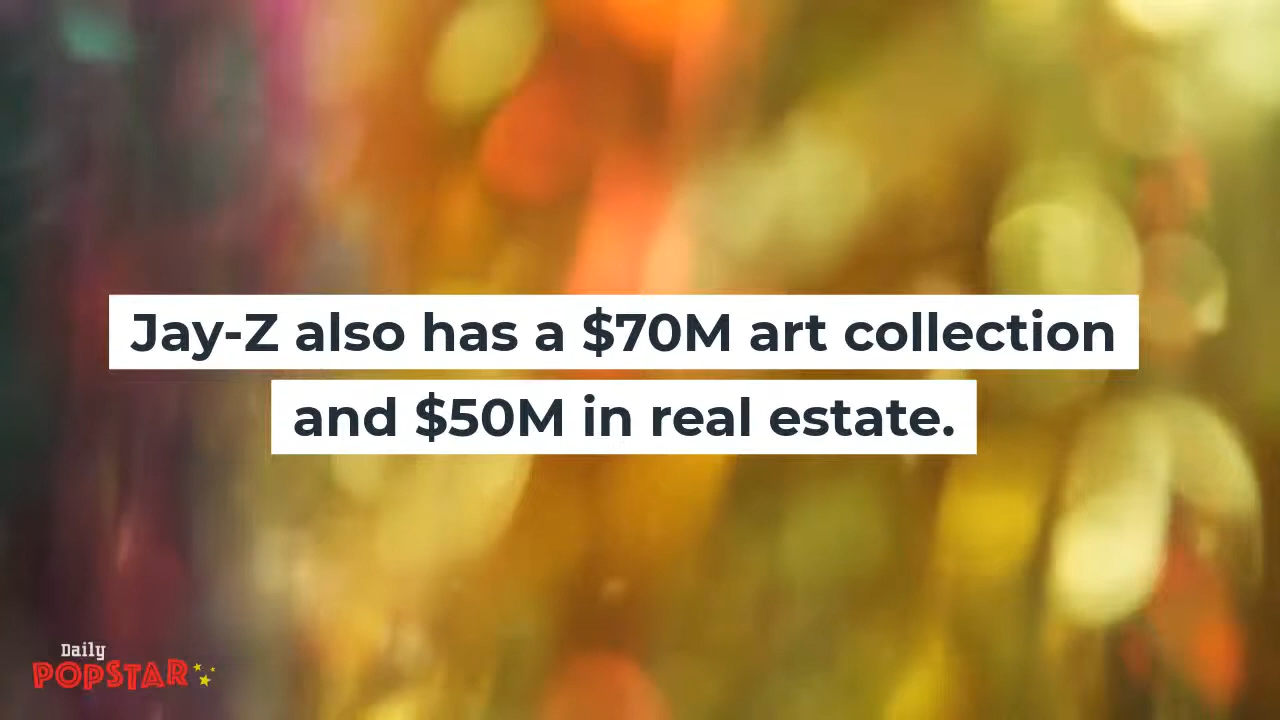 Jay-Z also has a $70M art collection
and $50M in real estate.
Daily
POPSTAR